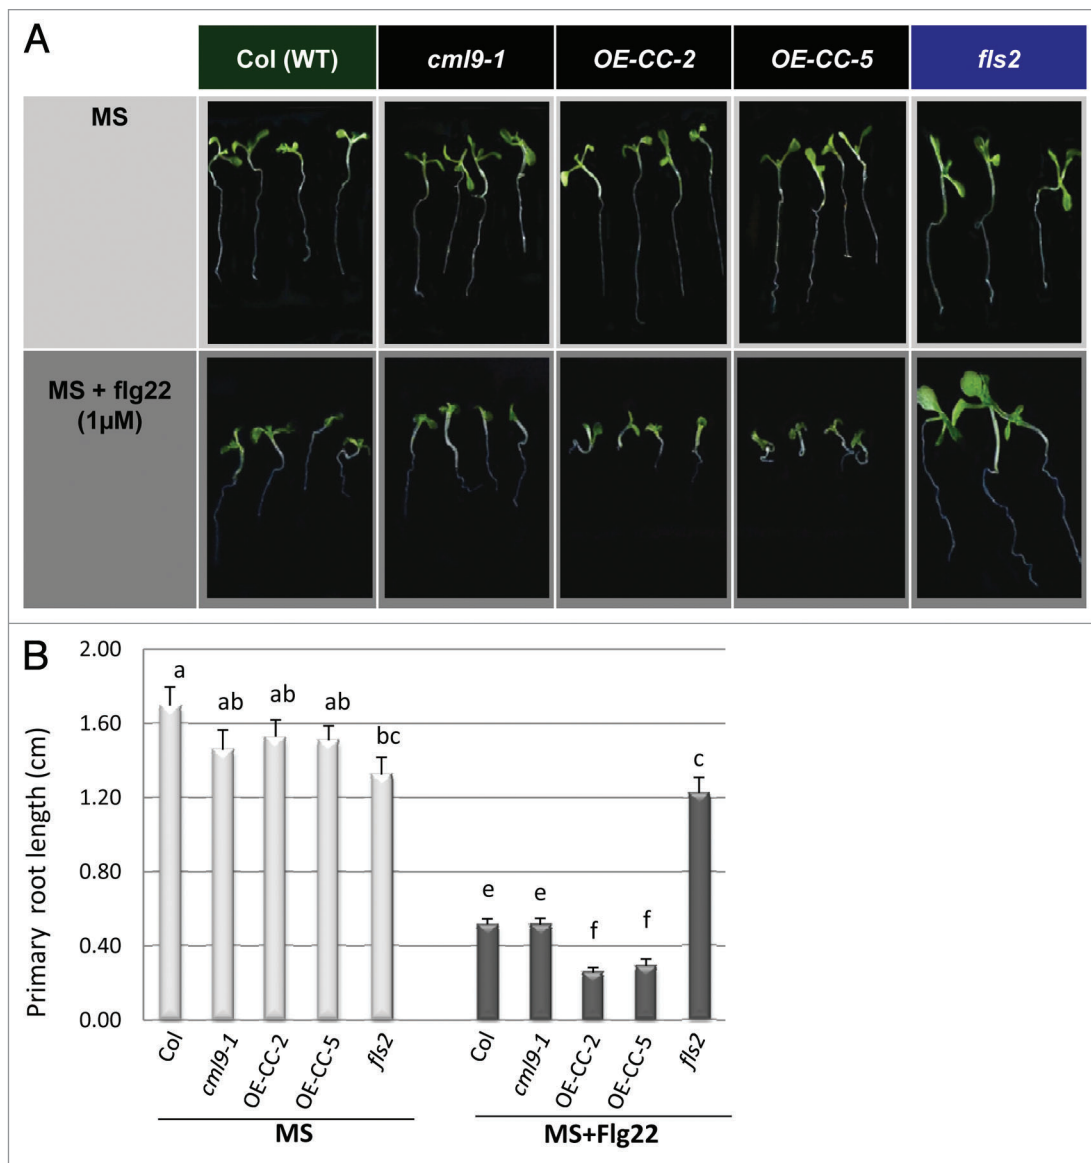 A
Col (WT) cml9-1 OE-CC-2 OE-CC-5 fls2
MS
MS + flg22
(1µM)
B
Primary root length (cm)
2.00
1.60
1.20
0.80
0.40
0.00
a ab ab ab bc e e f f c
Col cml9-1 OE-CC-2 OE-CC-5 fls2 Col cml9-1 OE-CC-2 OE-CC-5 fls2
MS MS+Flg22